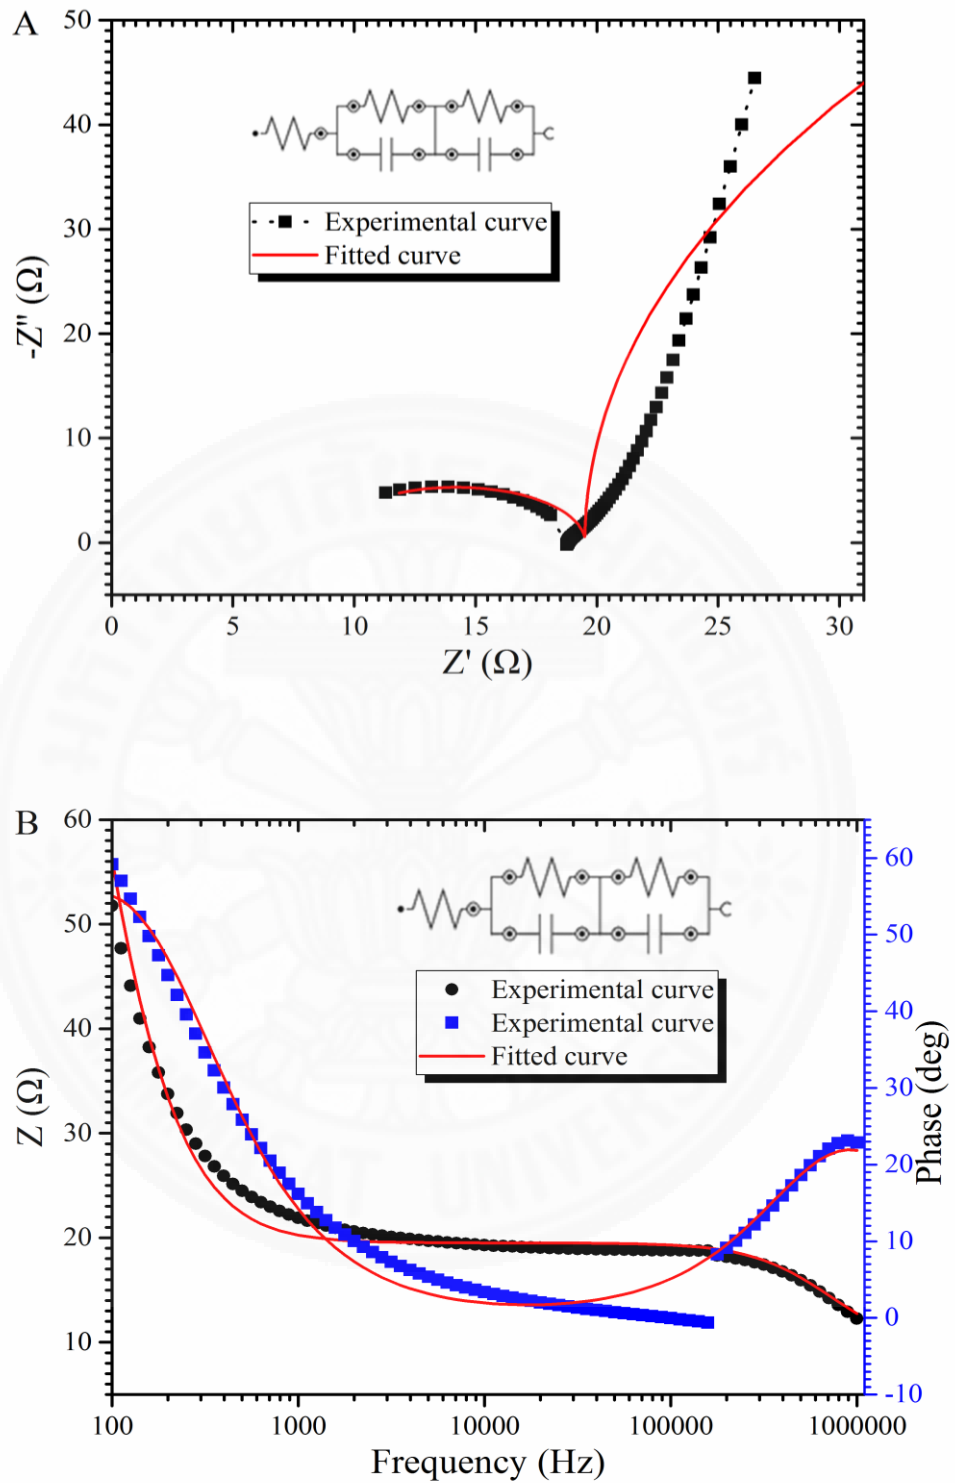 A
50
40
30
20
10
0
-Z" (Ω)
Experimental curve
Fitted curve
0 5 10 15 20 25 30
Z' (Ω)
B
60
50
40
30
20
10
Z (Ω)
60
50
40
30
20
10
0
-10
Phase (deg)
Experimental curve
Experimental curve
Fitted curve
100 1000 10000 100000 1000000
Frequency (Hz)